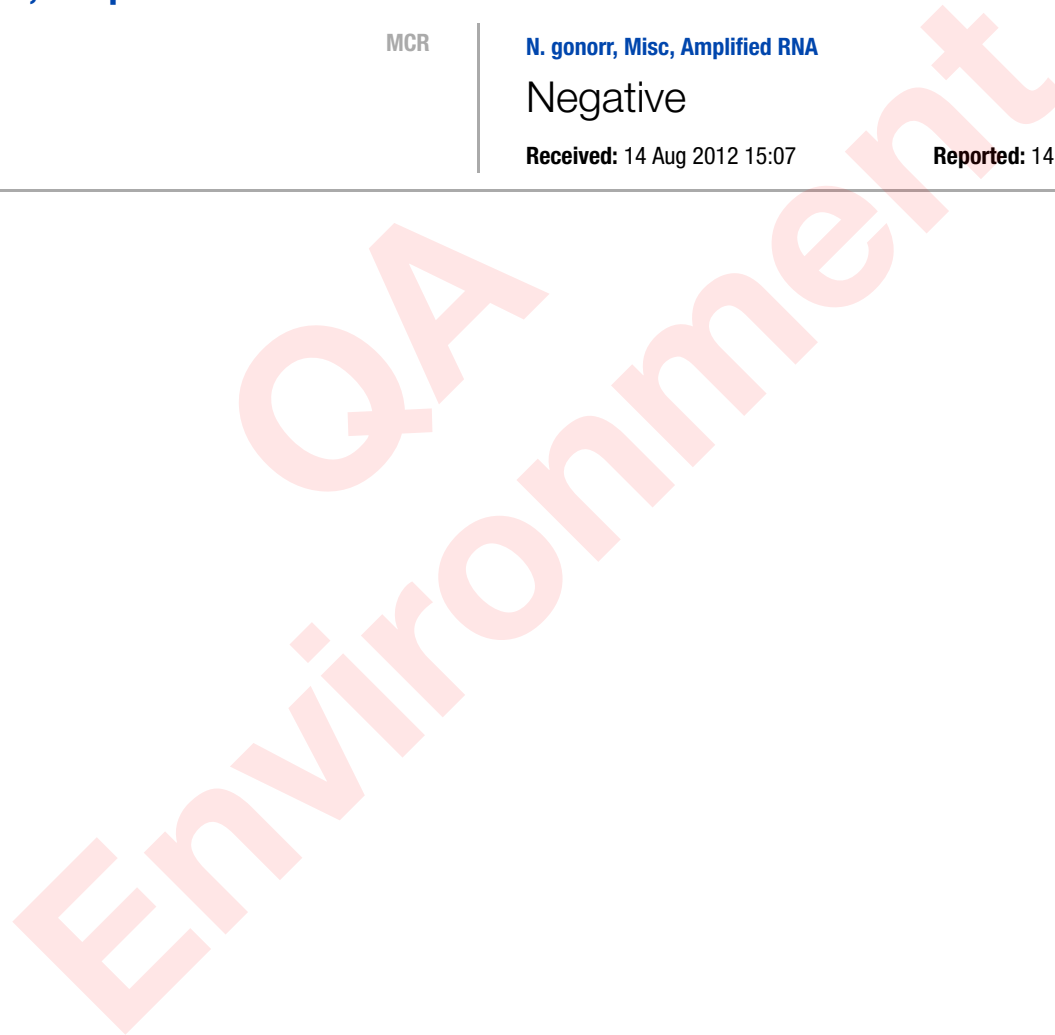 MCR
N. gonorr, Misc, Amplified RNA
Negative
Received: 14 Aug 2012 15:07 Reported: 14
QA
Environment